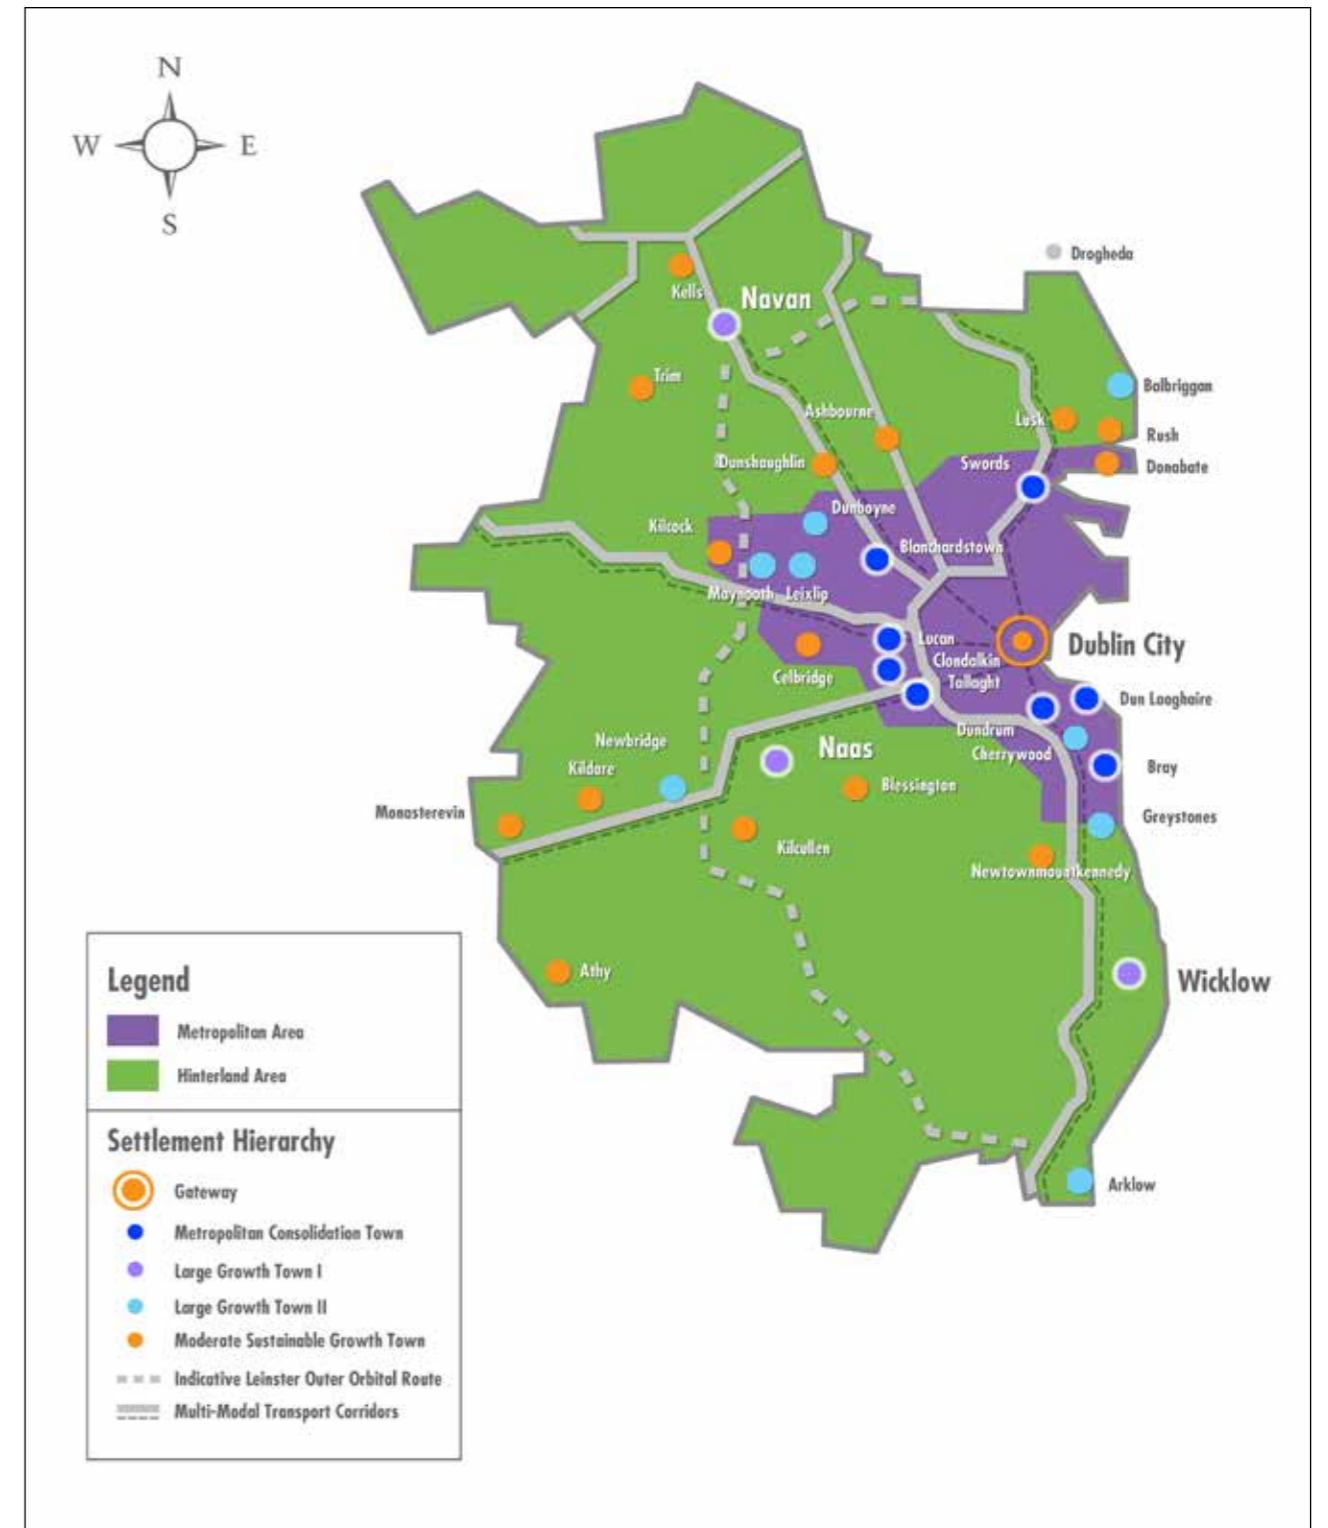 N
W E
S
Drogheda
Kells
Navan
Trim
Balbriggan
Ashbourne
Lusk
Rush
Dunshaughlin
Swords
Donabate
Dunboyne
Kilcock
Blanchardstown
Maynooth Leixlip
Lucan
Dublin City
Clondalkin
Celbridge
Tallaght
Dun Laoghaire
Dundrum
Newbridge
Naas
Cherrywood
Kildare
Bray
Blessington
Monasterevin
Greystones
Kilcullen
Newtownmountkennedy
Athy
Wicklow
Arklow
Legend
Metropolitan Area
Hinterland Area
Settlement Hierarchy
Gateway
Metropolitan Consolidation Town
Large Growth Town I
Large Growth Town II
Moderate Sustainable Growth Town
Indicative Leinster Outer Orbital Route
Multi-Modal Transport Corridors